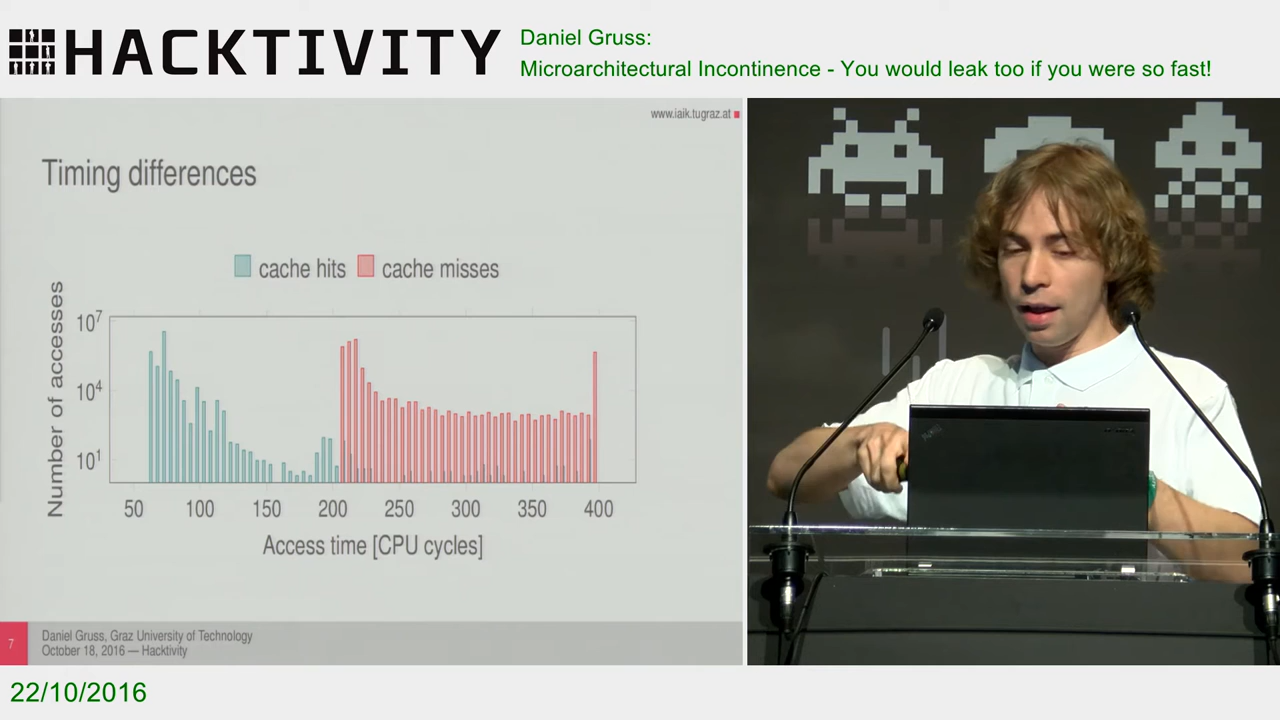 HACKTIVITY
Daniel Gruss:
Microarchitectural Incontinence - You would leak too if you were so fast!
www.iaik.tugraz.at
Timing differences
cache hits cache misses
Number of accesses
10^7
10^4
10^1
50 100 150 200 250 300 350 400
Access time [CPU cycles]
7
Daniel Gruss, Graz University of Technology
October 18, 2016 — Hacktivity
22/10/2016